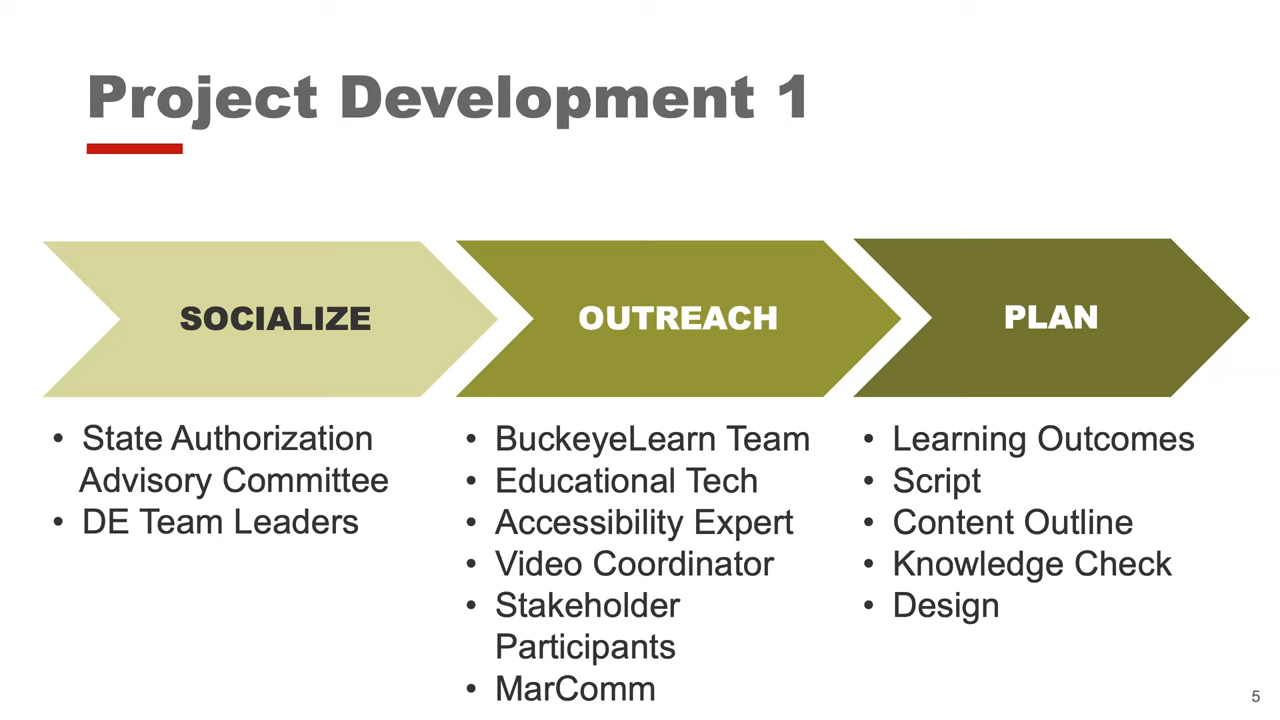 Project Development 1
SOCIALIZE
• State Authorization
Advisory Committee
• DE Team Leaders
OUTREACH
• BuckeyeLearn Team
• Educational Tech
• Accessibility Expert
• Video Coordinator
• Stakeholder
Participants
• MarComm
PLAN
• Learning Outcomes
• Script
• Content Outline
• Knowledge Check
• Design
5